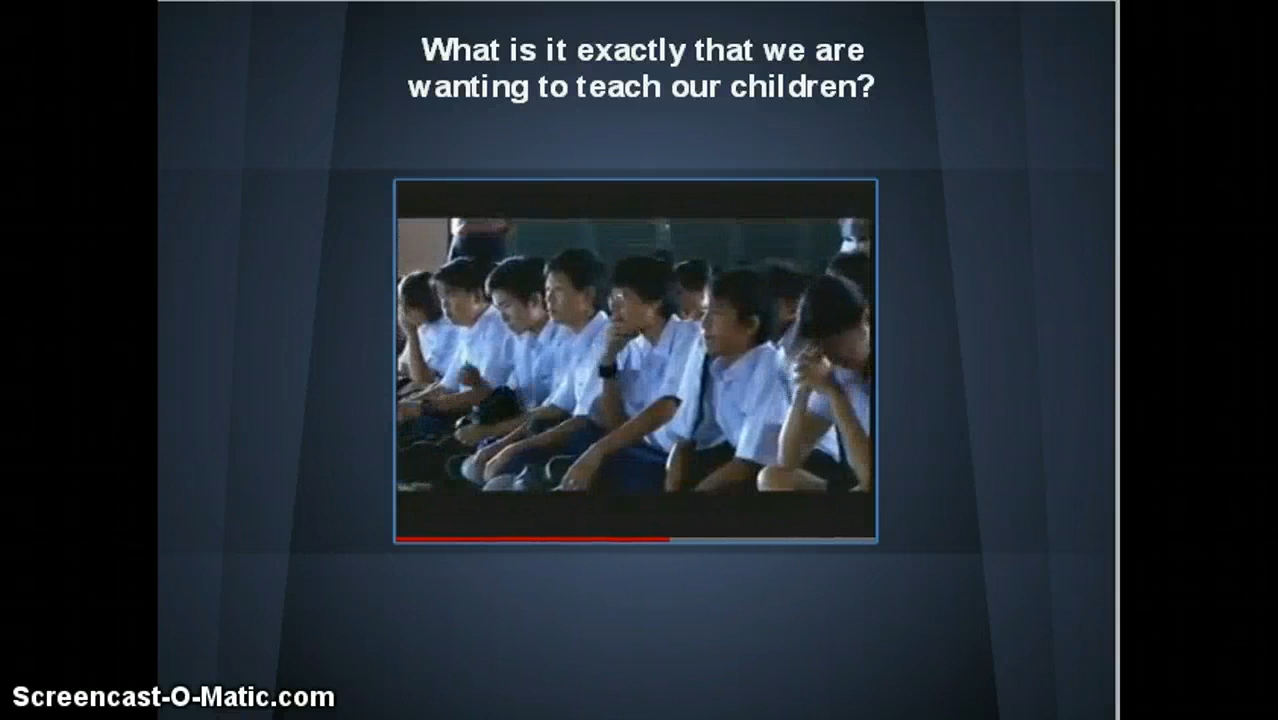 What is it exactly that we are
wanting to teach our children?
Screencast-O-Matic.com